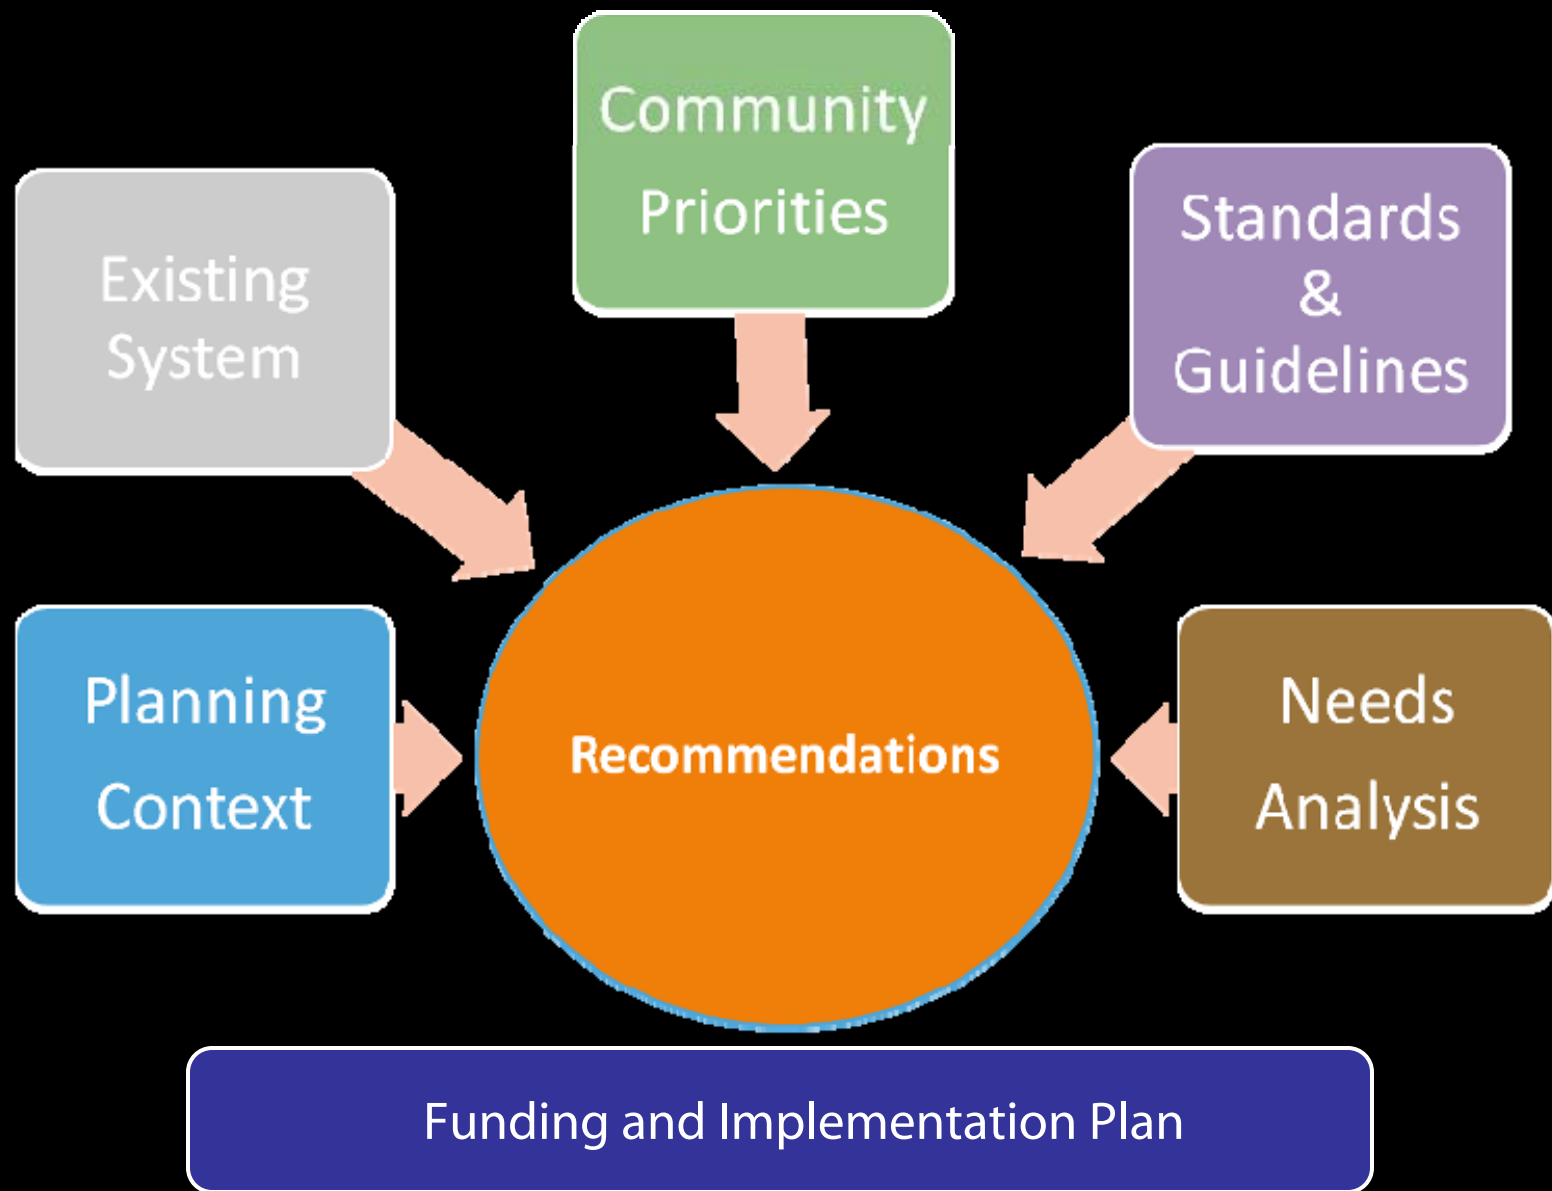 Community
Priorities
Existing
System
Standards
&
Guidelines
Planning
Context
Recommendations
Needs
Analysis
Funding and Implementation Plan